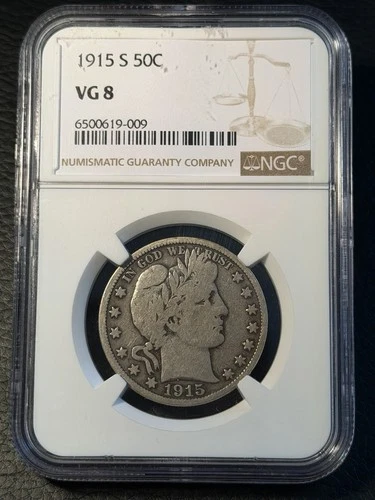 1915 S 50C
VG 8
6500619-009
NUMISMATIC GUARANTY COMPANY
NGC®
IN GOD WE TRUST
1915